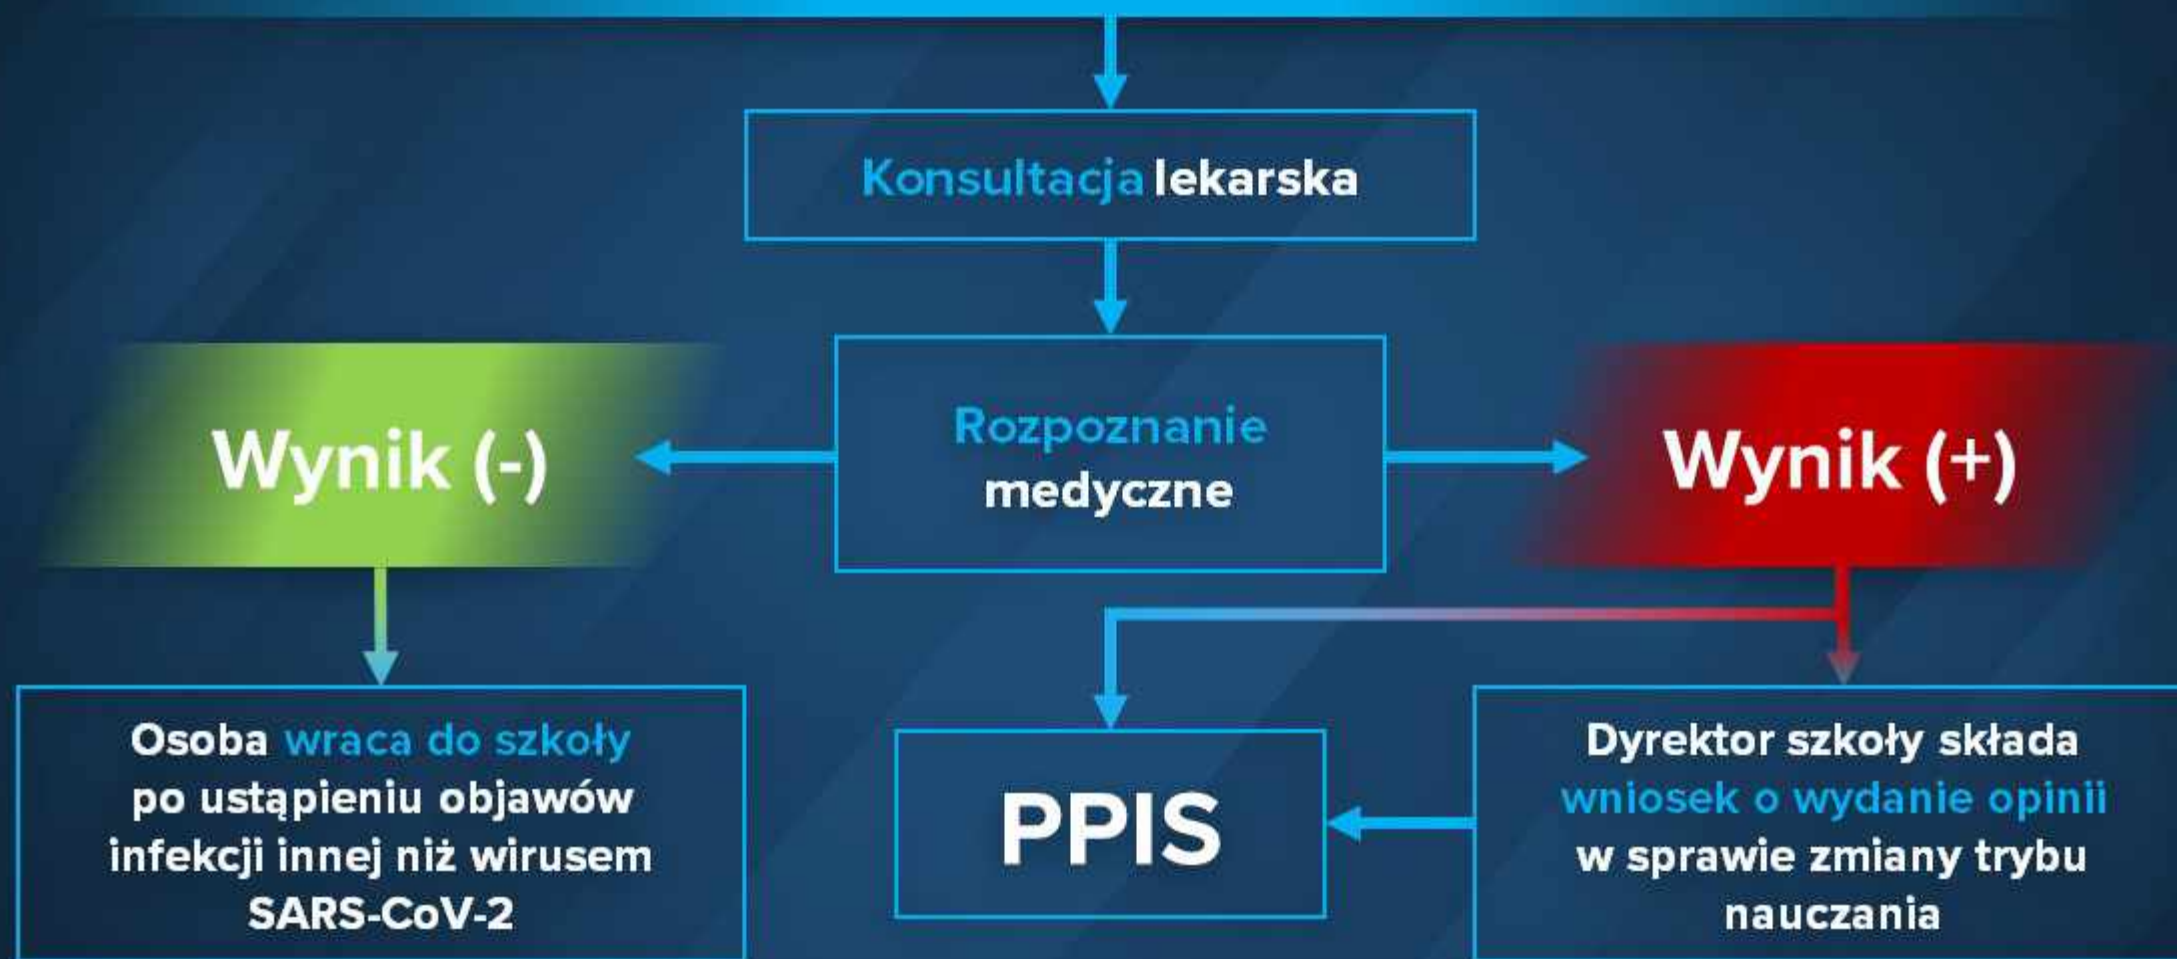 Konsultacja lekarska
Wynik (-)
Rozpoznanie
medyczne
Wynik (+)
Osoba wraca do szkoły
po ustąpieniu objawów
infekcji innej niż wirusem
SARS-CoV-2
PPIS
Dyrektor szkoły składa
wniosek o wydanie opinii
w sprawie zmiany trybu
nauczania